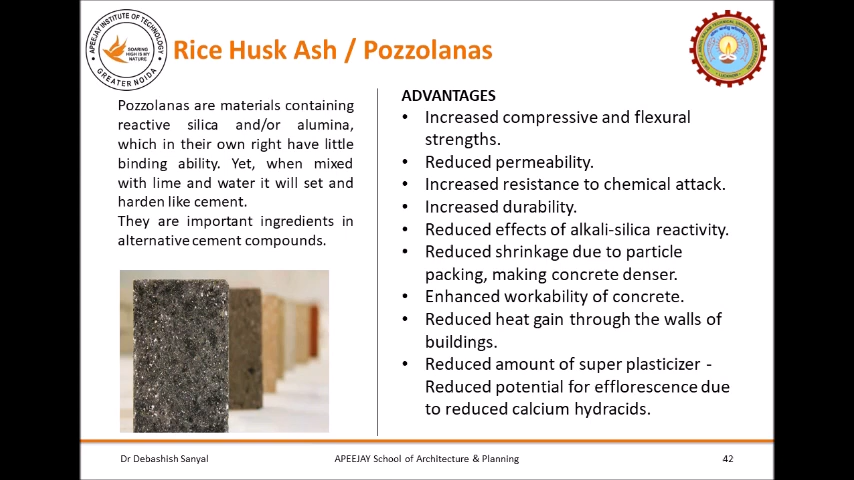 APEEJAY INSTITUTE OF TECHNOLOGY
SOARING
HIGH IS MY
NATURE
GREATER NOIDA
Rice Husk Ash / Pozzolanas
Pozzolanas are materials containing
reactive silica and/or alumina,
which in their own right have little
binding ability. Yet, when mixed
with lime and water it will set and
harden like cement.
They are important ingredients in
alternative cement compounds.
ADVANTAGES
• Increased compressive and flexural
strengths.
• Reduced permeability.
• Increased resistance to chemical attack.
• Increased durability.
• Reduced effects of alkali-silica reactivity.
• Reduced shrinkage due to particle
packing, making concrete denser.
• Enhanced workability of concrete.
• Reduced heat gain through the walls of
buildings.
• Reduced amount of super plasticizer -
Reduced potential for efflorescence due
to reduced calcium hydracids.
Dr Debashish Sanyal
APEEJAY School of Architecture & Planning
42